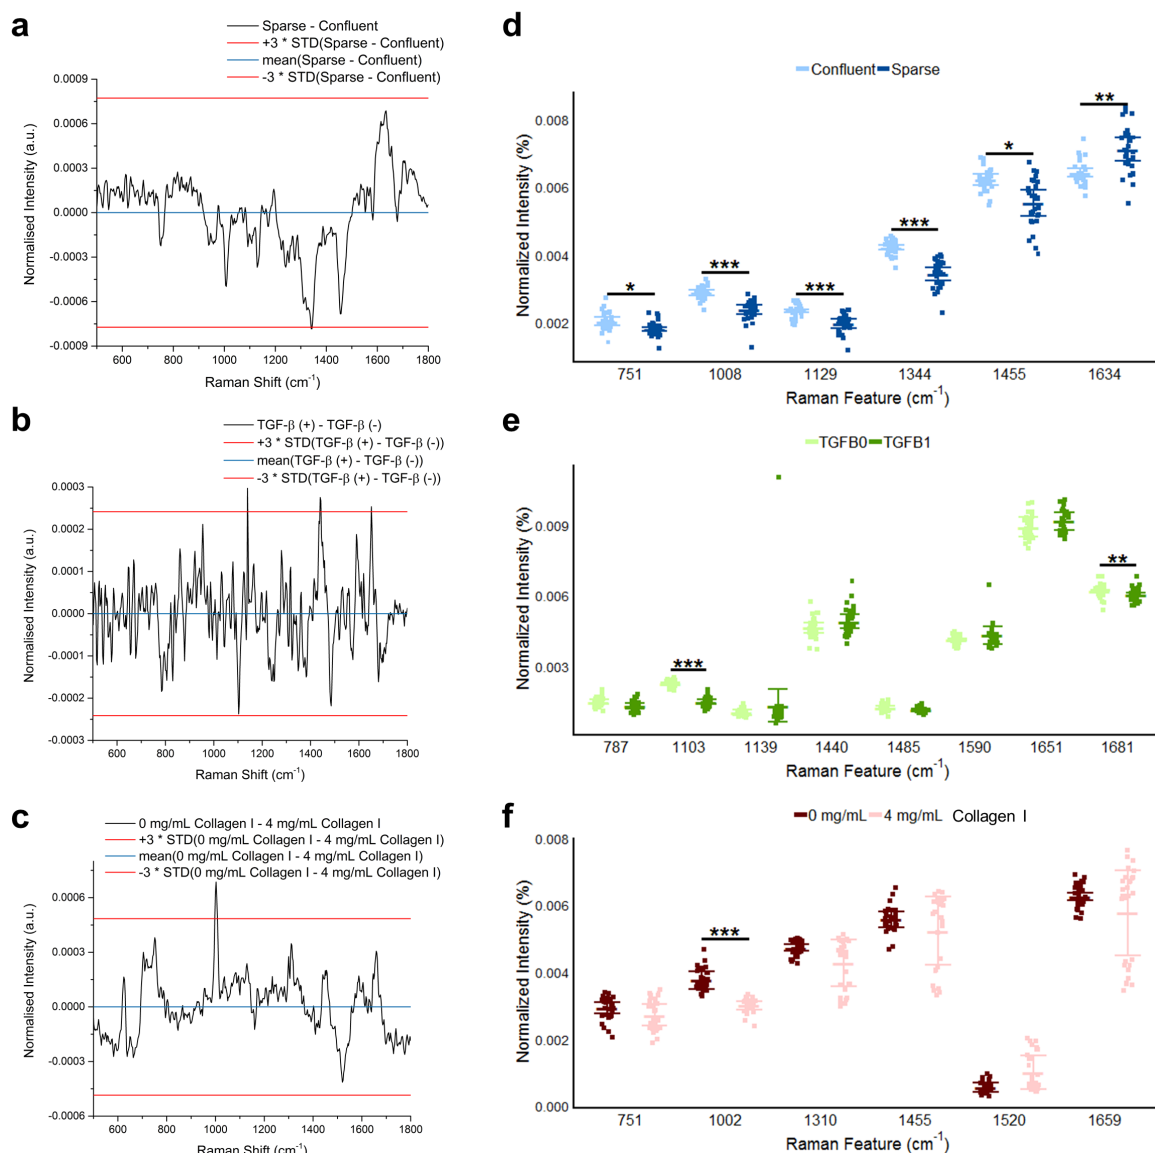 a
Sparse - Confluent
+3 * STD(Sparse - Confluent)
mean(Sparse - Confluent)
-3 * STD(Sparse - Confluent)
0.0009
0.0006
0.0003
0.0000
-0.0003
-0.0006
-0.0009
Normalised Intensity (a.u.)
600 800 1000 1200 1400 1600 1800
Raman Shift (cm⁻¹)
d
Confluent Sparse
0.008
0.006
0.004
0.002
Normalized Intensity (%)
* *** *** *** * **
751 1008 1129 1344 1455 1634
Raman Feature (cm⁻¹)
b
TGF-β (+) - TGF-β (-)
+3 * STD(TGF-β (+) - TGF-β (-))
mean(TGF-β (+) - TGF-β (-))
-3 * STD(TGF-β (+) - TGF-β (-))
0.0003
0.0002
0.0001
0.0000
-0.0001
-0.0002
-0.0003
Normalised Intensity (a.u.)
600 800 1000 1200 1400 1600 1800
Raman Shift (cm⁻¹)
e
TGFB0 TGFB1
0.009
0.006
0.003
Normalized Intensity (%)
*** **
787 1103 1139 1440 1485 1590 1651 1681
Raman Feature (cm⁻¹)
c
0 mg/mL Collagen I - 4 mg/mL Collagen I
+3 * STD(0 mg/mL Collagen I - 4 mg/mL Collagen I)
mean(0 mg/mL Collagen I - 4 mg/mL Collagen I)
-3 * STD(0 mg/mL Collagen I - 4 mg/mL Collagen I)
0.0006
0.0003
0.0000
-0.0003
-0.0006
Normalised Intensity (a.u.)
600 800 1000 1200 1400 1600 1800
Raman Shift (cm⁻¹)
f
0 mg/mL 4 mg/mL Collagen I
0.008
0.006
0.004
0.002
0.000
Normalized Intensity (%)
***
751 1002 1310 1455 1520 1659
Raman Feature (cm⁻¹)